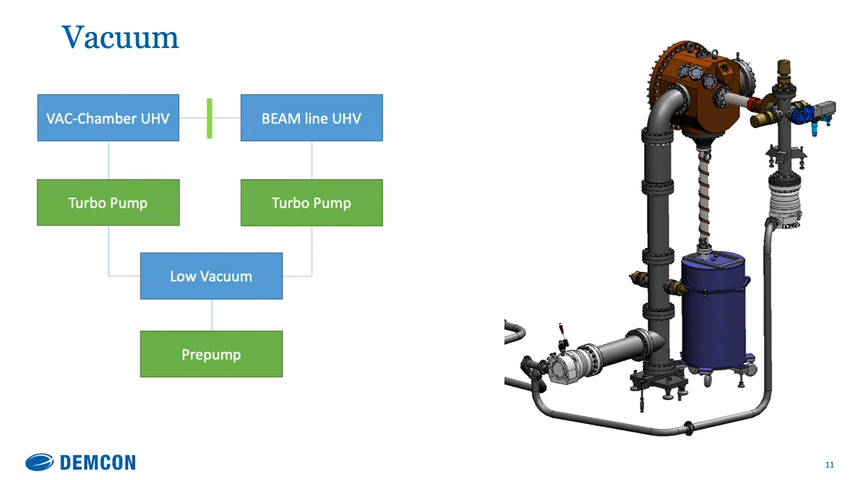 Vacuum
VAC-Chamber UHV
BEAM line UHV
Turbo Pump
Turbo Pump
Low Vacuum
Prepump
DEMCON
11